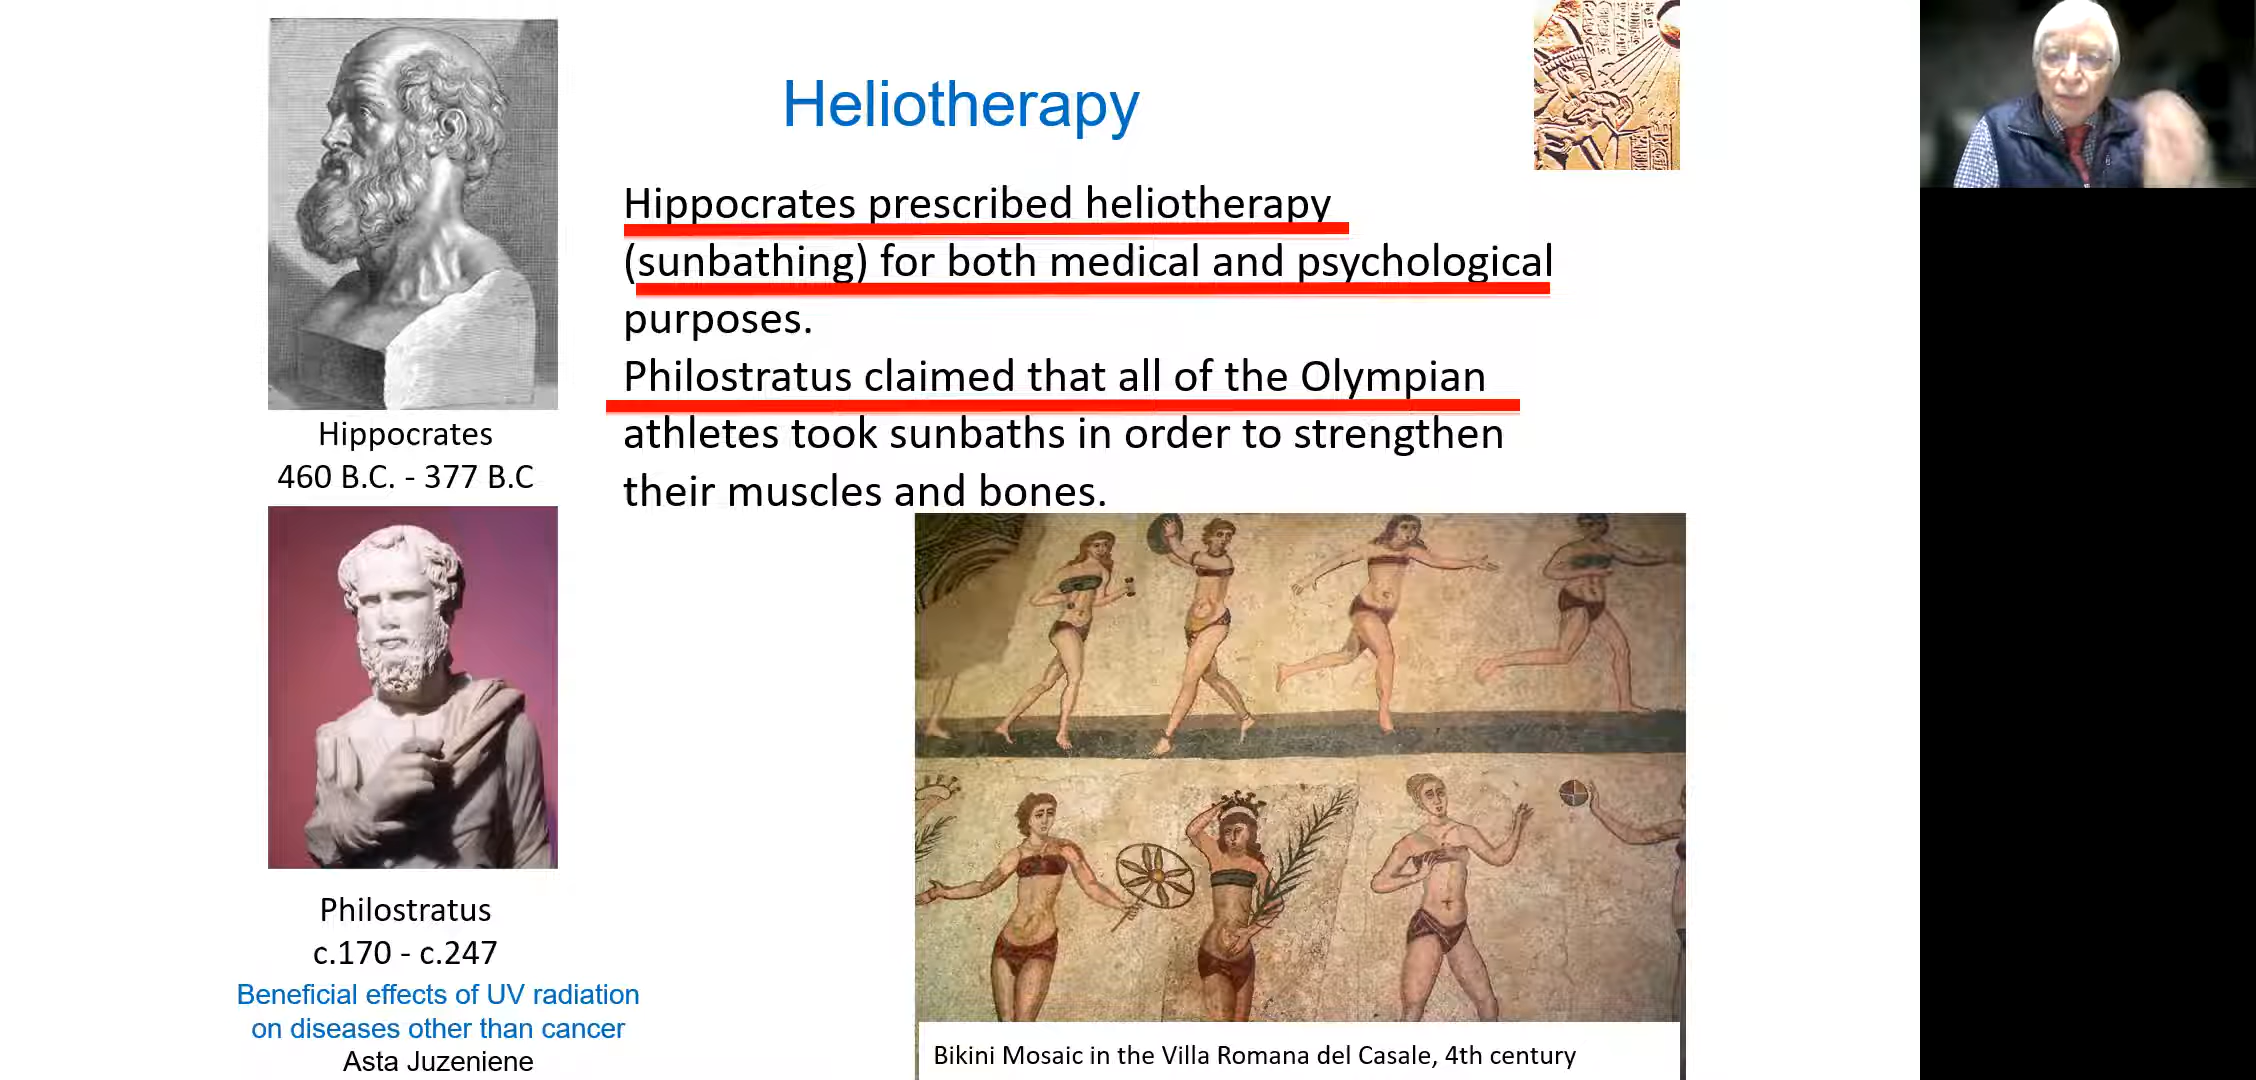 Heliotherapy
Hippocrates prescribed heliotherapy
(sunbathing) for both medical and psychological
purposes.
Philostratus claimed that all of the Olympian
athletes took sunbaths in order to strengthen
their muscles and bones.
Hippocrates
460 B.C. - 377 B.C
Philostratus
c.170 - c.247
Beneficial effects of UV radiation
on diseases other than cancer
Asta Juzeniene
Bikini Mosaic in the Villa Romana del Casale, 4th century